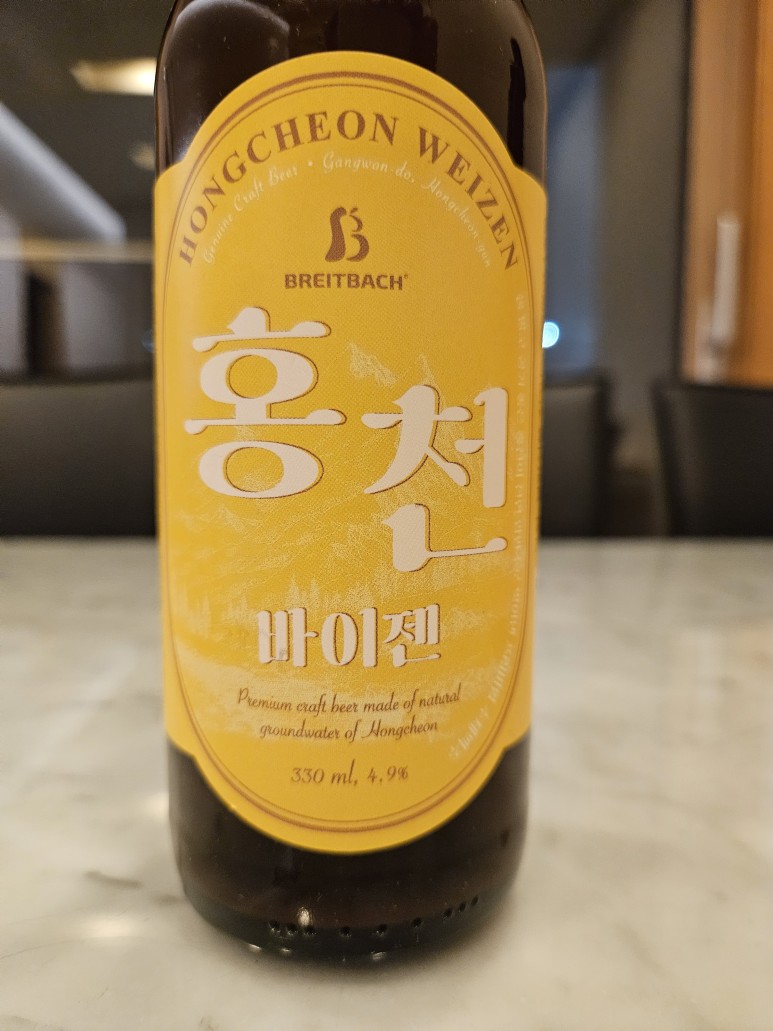 HONGCHEON WEIZEN
Genuine Craft Beer • Gangwon-do, Hongcheon-gun
BREITBACH
홍천
바이젠
Premium craft beer made of natural
groundwater of Hongcheon
330 ml, 4.9%